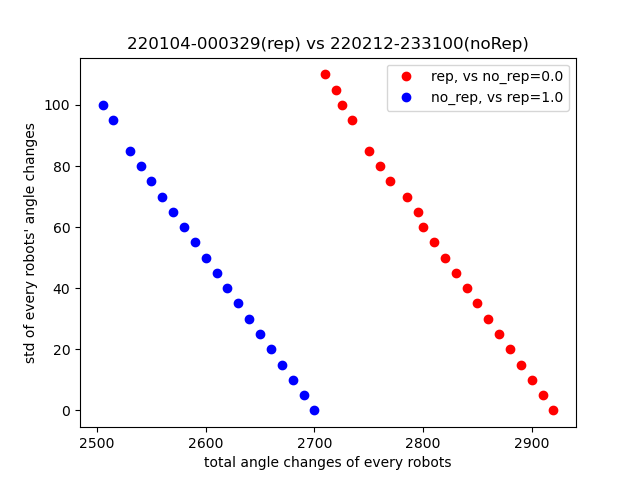 220104-000329(rep) vs 220212-233100(noRep)
rep, vs no_rep=0.0
no_rep, vs rep=1.0
std of every robots' angle changes
100
80
60
40
20
0
2500 2600 2700 2800 2900
total angle changes of every robots